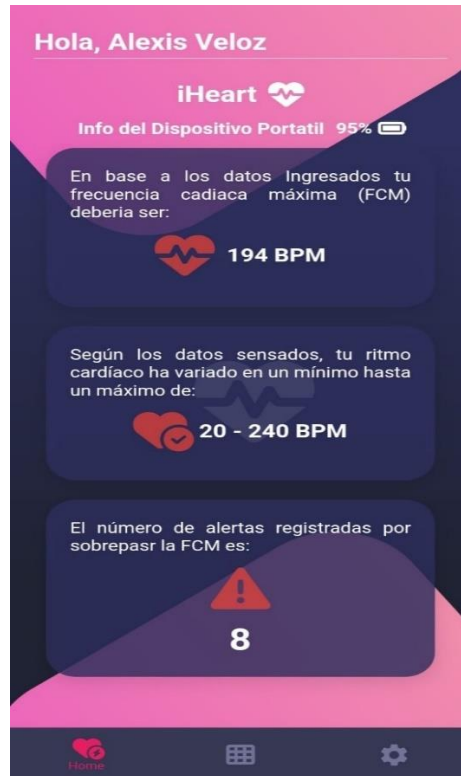 Hola, Alexis Veloz
iHeart
Info del Dispositivo Portatil 95%
En base a los datos Ingresados tu
frecuencia cadiaca máxima (FCM)
deberia ser:
194 BPM
Según los datos sensados, tu ritmo
cardíaco ha variado en un mínimo hasta
un máximo de:
20 - 240 BPM
El número de alertas registradas por
sobrepasr la FCM es:
8
Home